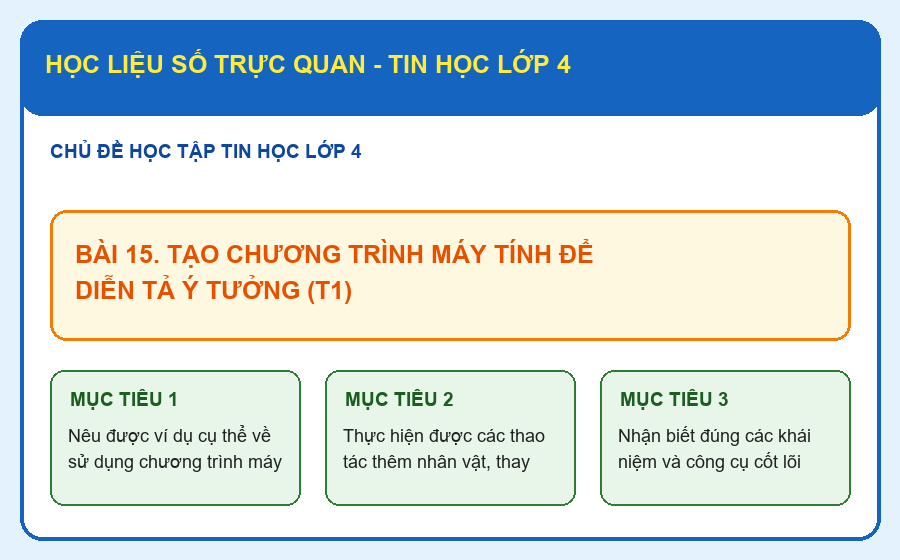 HỌC LIỆU SỐ TRỰC QUAN - TIN HỌC LỚP 4
CHỦ ĐỀ HỌC TẬP TIN HỌC LỚP 4
BÀI 15. TẠO CHƯƠNG TRÌNH MÁY TÍNH ĐỂ
DIỄN TẢ Ý TƯỞNG (T1)
MỤC TIÊU 1
Nêu được ví dụ cụ thể về
sử dụng chương trình máy
MỤC TIÊU 2
Thực hiện được các thao
tác thêm nhân vật, thay
MỤC TIÊU 3
Nhận biết đúng các khái
niệm và công cụ cốt lõi